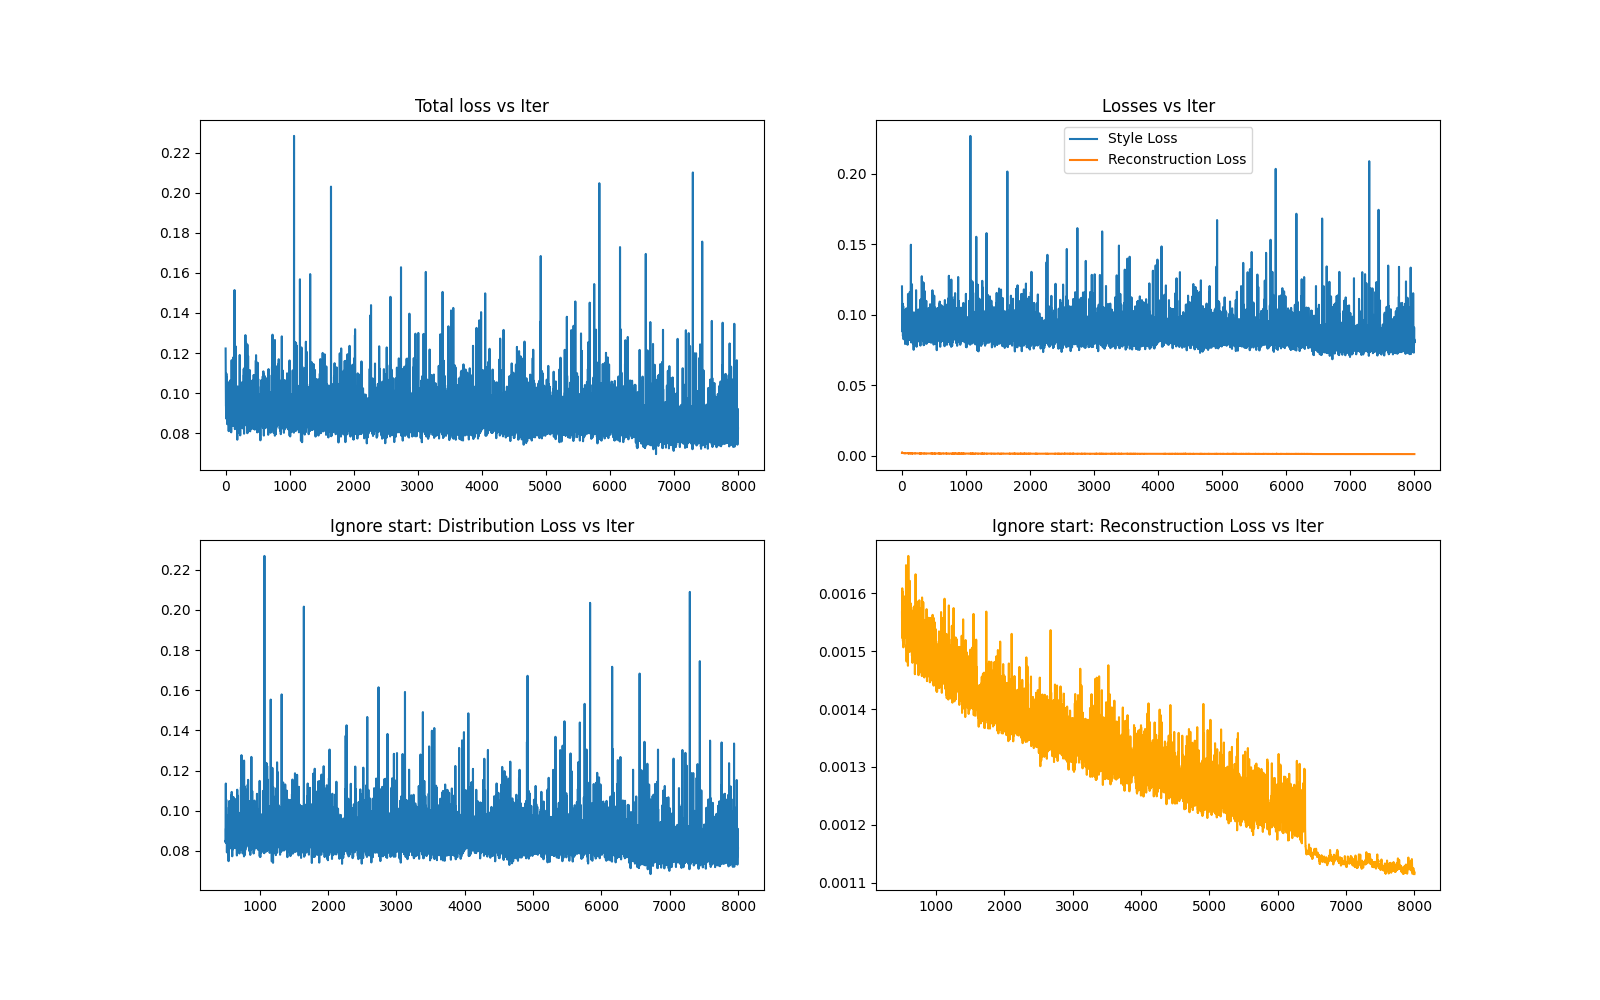 Total loss vs Iter
0.22
0.20
0.18
0.16
0.14
0.12
0.10
0.08
0 1000 2000 3000 4000 5000 6000 7000 8000
Losses vs Iter
Style Loss
Reconstruction Loss
0.20
0.15
0.10
0.05
0.00
0 1000 2000 3000 4000 5000 6000 7000 8000
Ignore start: Distribution Loss vs Iter
0.22
0.20
0.18
0.16
0.14
0.12
0.10
0.08
1000 2000 3000 4000 5000 6000 7000 8000
Ignore start: Reconstruction Loss vs Iter
0.0016
0.0015
0.0014
0.0013
0.0012
0.0011
1000 2000 3000 4000 5000 6000 7000 8000